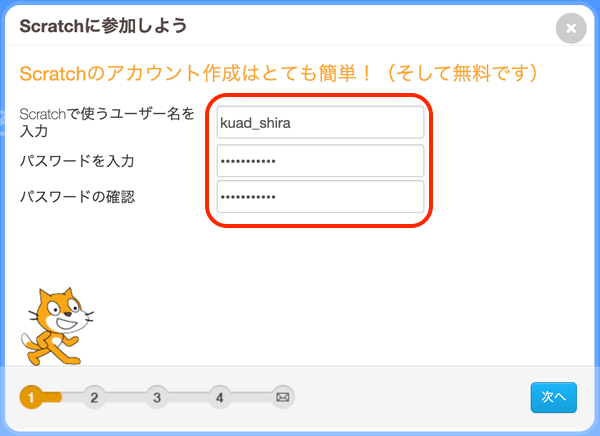 Scratchに参加しよう
Scratchのアカウント作成はとても簡単！（そして無料です）
Scratchで使うユーザー名を
入力
kuad_shira
パスワードを入力
•••••••••••
パスワードの確認
•••••••••••
1 2 3 4
次へ